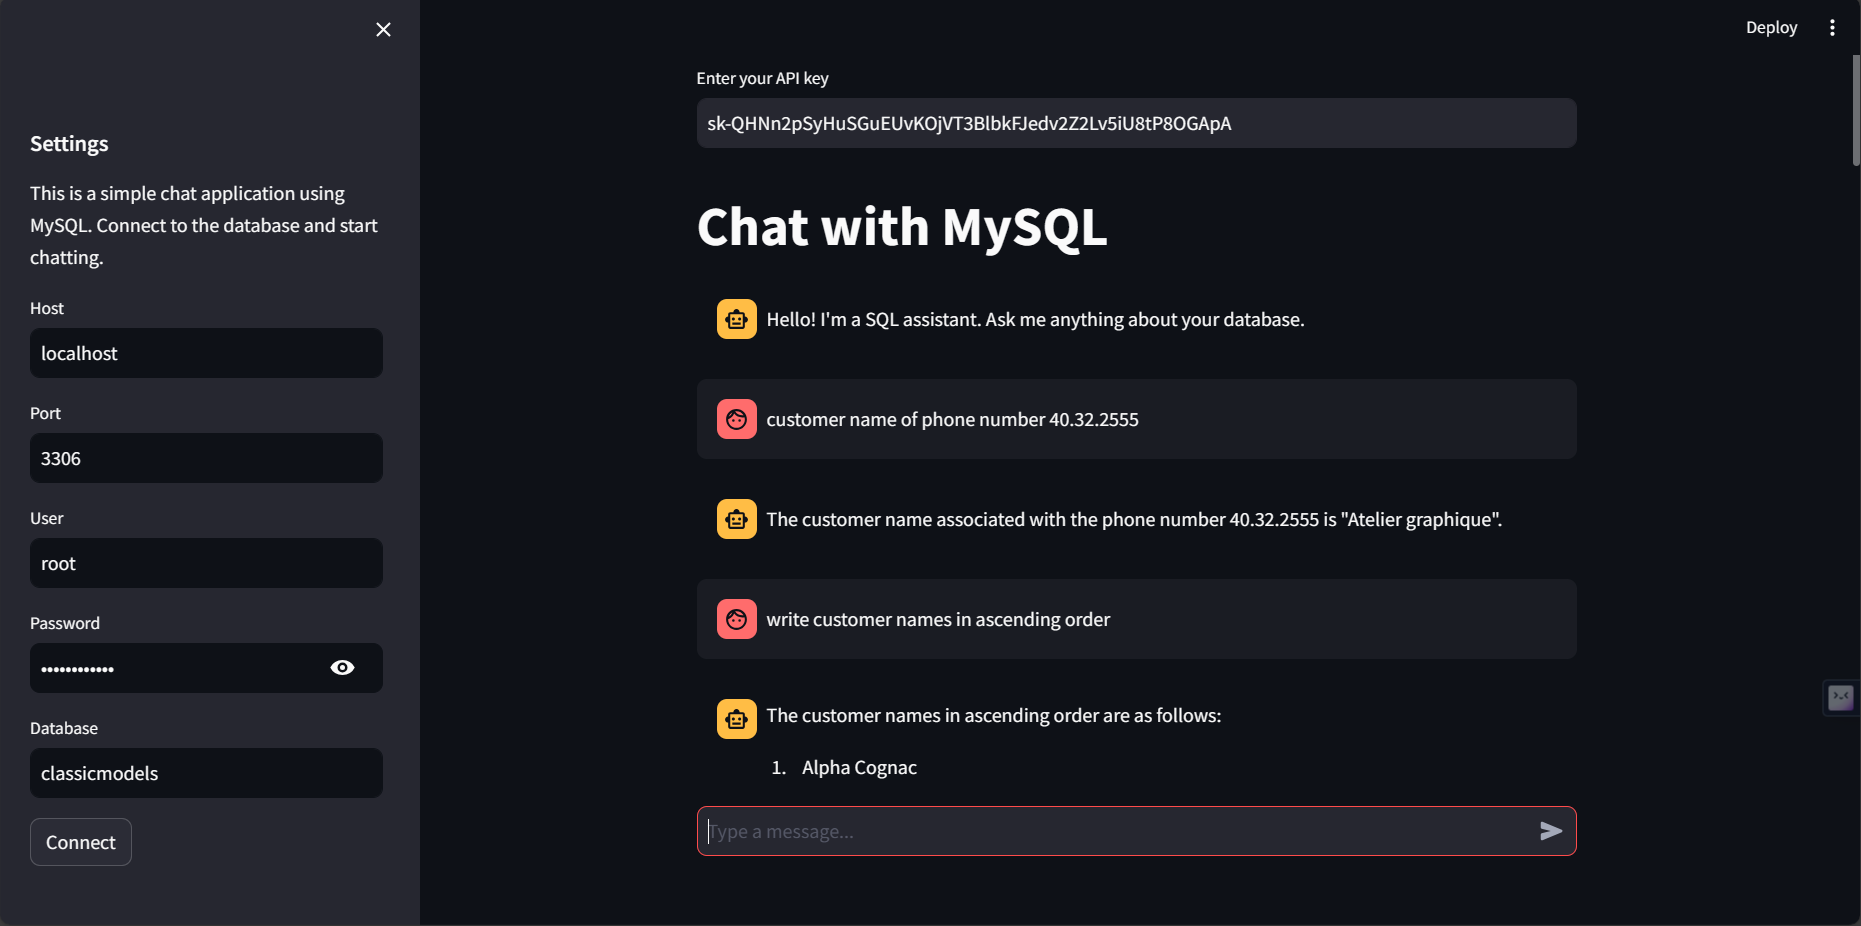 Deploy
Enter your API key
[API key redacted]
Chat with MySQL
Settings
This is a simple chat application using
MySQL. Connect to the database and start
chatting.
Host
localhost
Port
3306
User
root
Password
••••••••••••
Database
classicmodels
Connect
Hello! I'm a SQL assistant. Ask me anything about your database.
customer name of phone number 40.32.2555
The customer name associated with the phone number 40.32.2555 is "Atelier graphique".
write customer names in ascending order
The customer names in ascending order are as follows:
1. Alpha Cognac
Type a message...